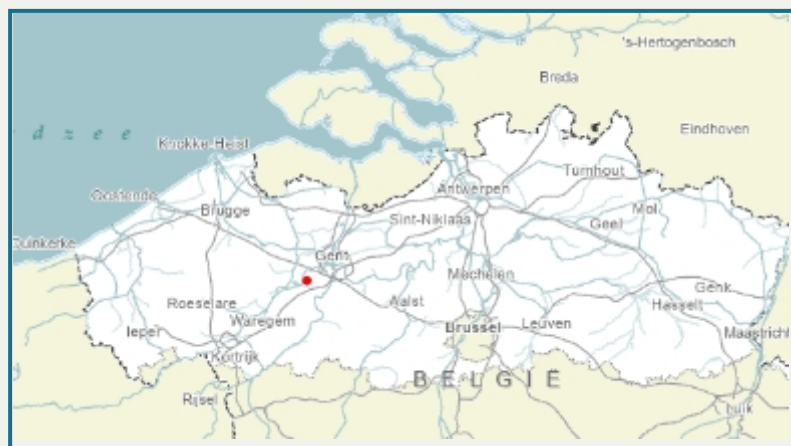 's-Hertogenbosch
Breda
Eindhoven
d z e e
Knokke-Heist
Turnhout
Antwerpen
Oostende
Brugge
Sint-Niklaas
Mol
Geel
Duinkerke
Gent
Mechelen
Genk
Roeselare
Aalst
Hasselt
Waregem
Ieper
Brussel
Leuven
Maastricht
Kortrijk
BELGIË
Rijsel
Luik